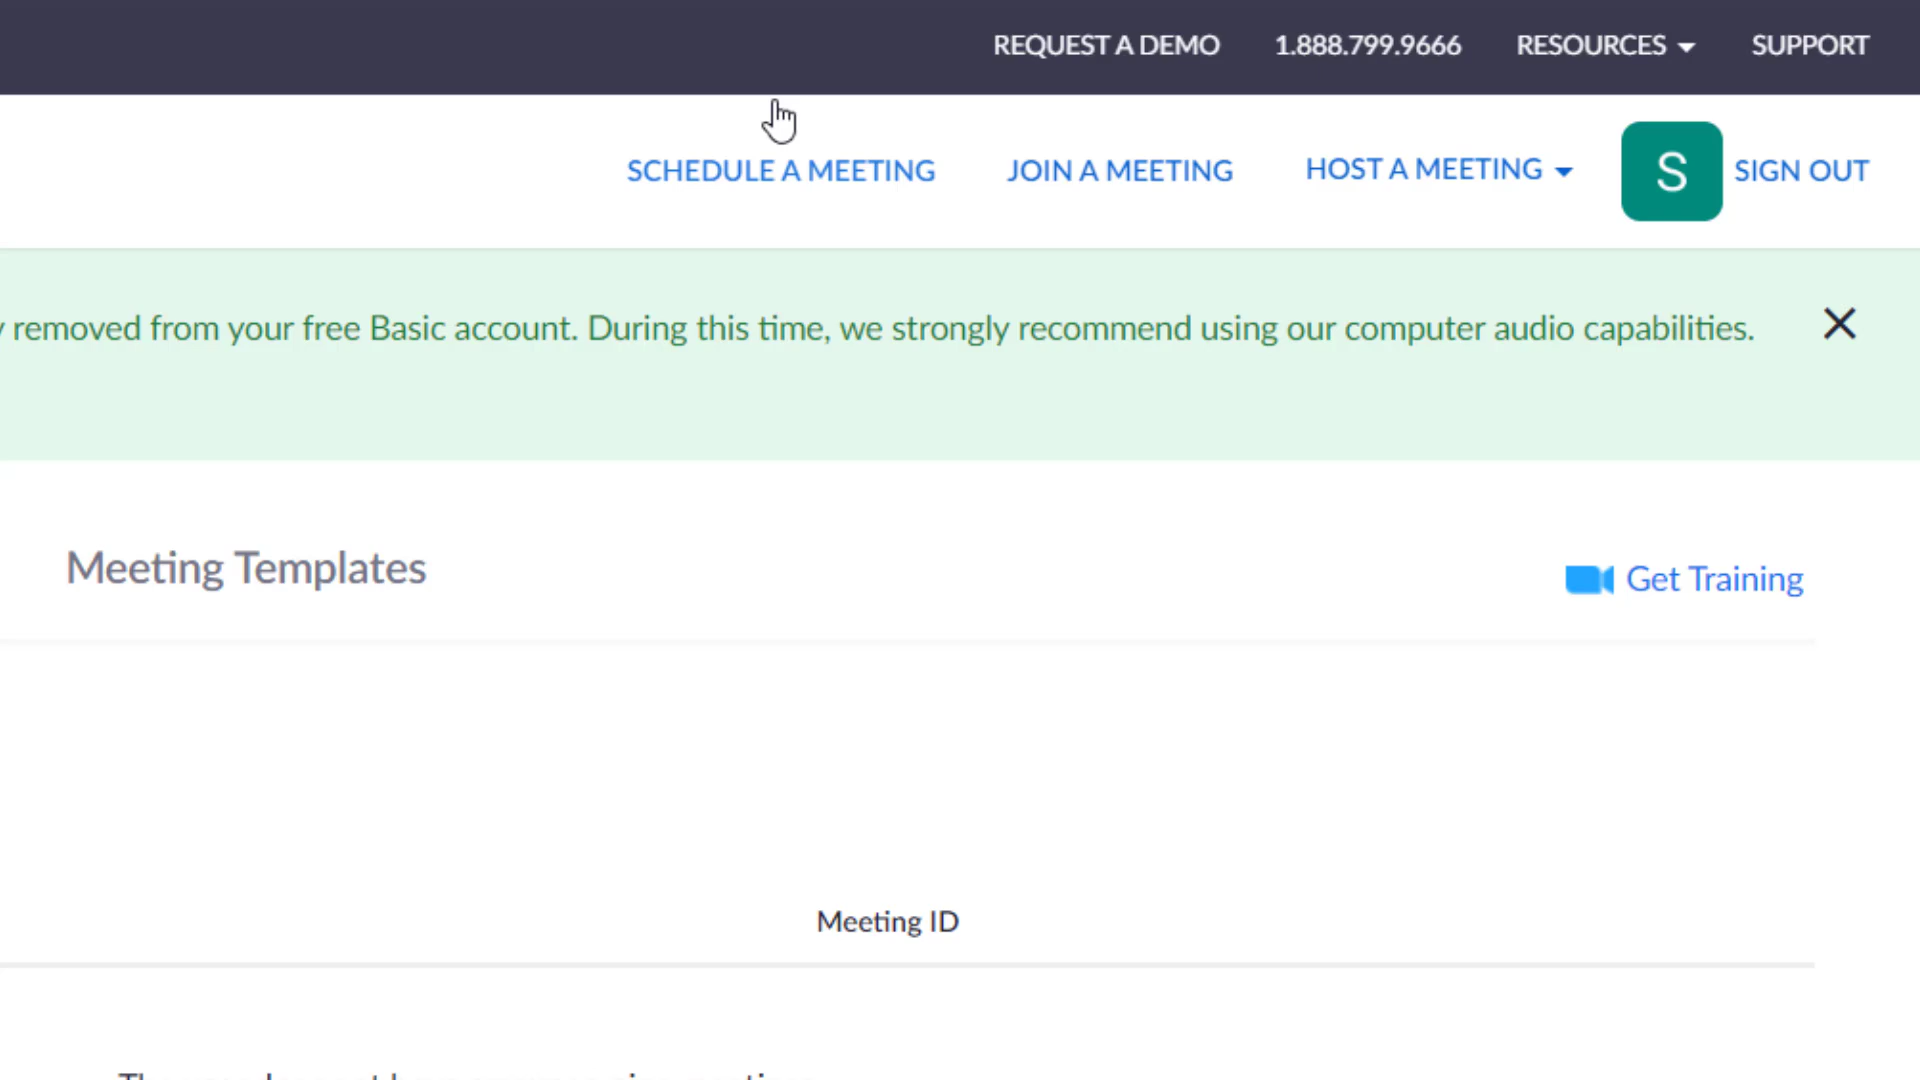 REQUEST A DEMO 1.888.799.9666 RESOURCES SUPPORT
SCHEDULE A MEETING JOIN A MEETING HOST A MEETING S SIGN OUT
removed from your free Basic account. During this time, we strongly recommend using our computer audio capabilities.
Meeting Templates Get Training
Meeting ID